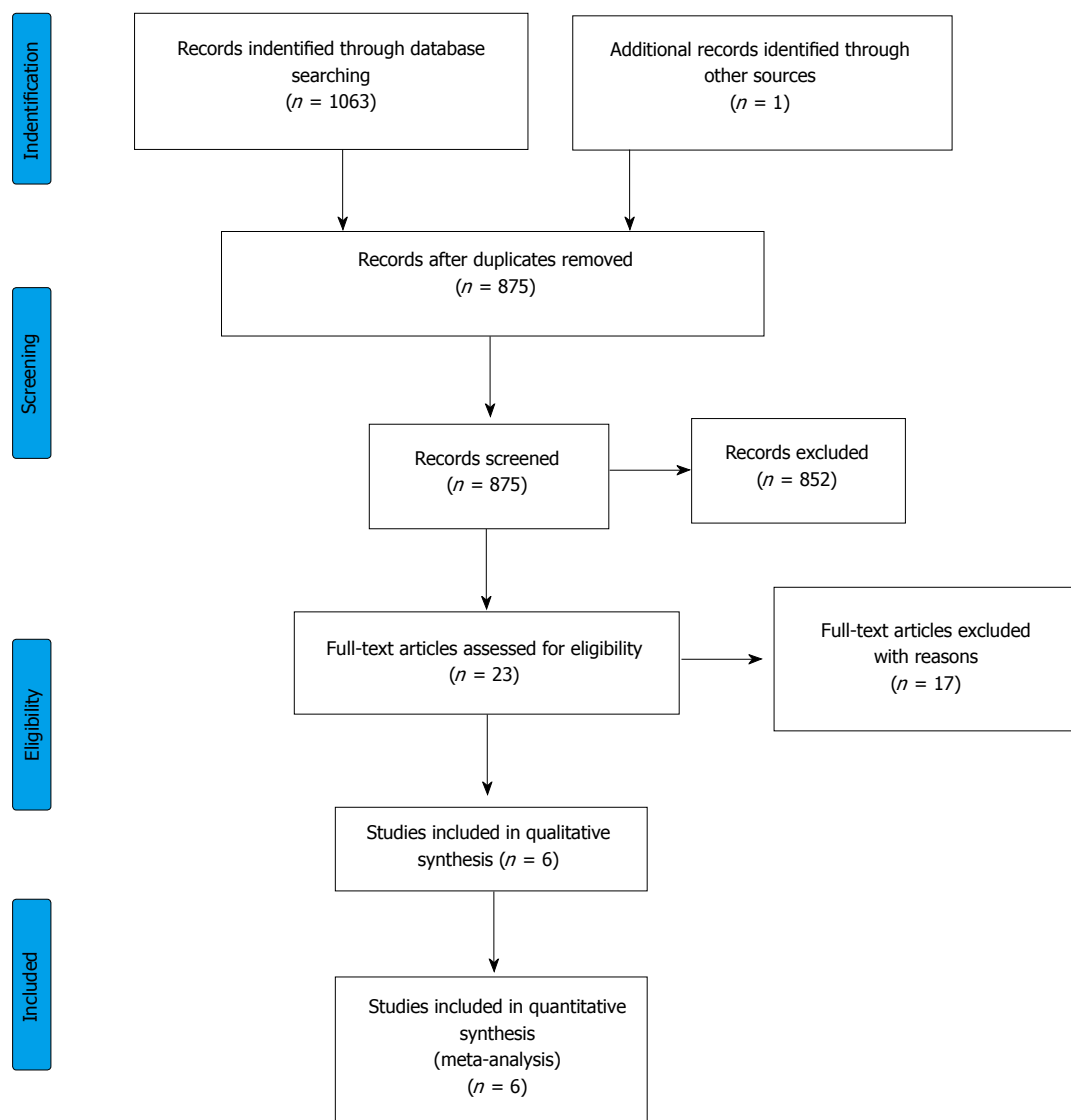 Indentification
Records indentified through database
searching
(n = 1063)
Additional records identified through
other sources
(n = 1)
Records after duplicates removed
(n = 875)
Screening
Records screened
(n = 875)
Records excluded
(n = 852)
Eligibility
Full-text articles assessed for eligibility
(n = 23)
Full-text articles excluded
with reasons
(n = 17)
Studies included in qualitative
synthesis (n = 6)
Included
Studies included in quantitative
synthesis
(meta-analysis)
(n = 6)